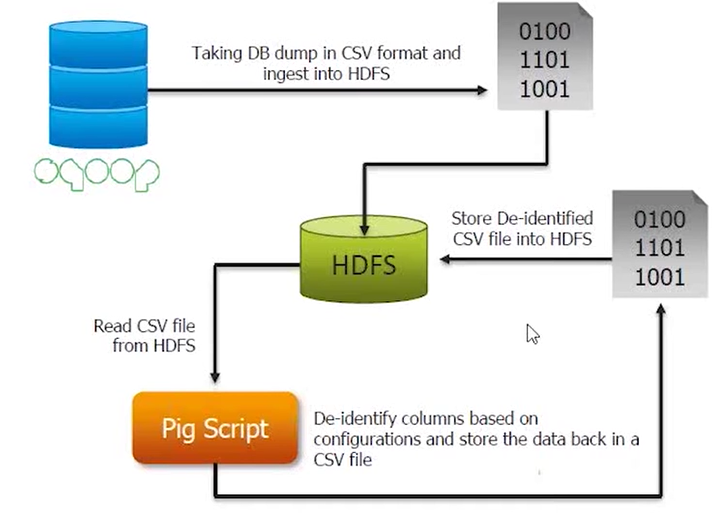 Taking DB dump in CSV format and
ingest into HDFS
0100
1101
1001
sqoop
Store De-identified
CSV file into HDFS
0100
1101
1001
HDFS
Read CSV file
from HDFS
Pig Script
De-identify columns based on
configurations and store the data back in a
CSV file